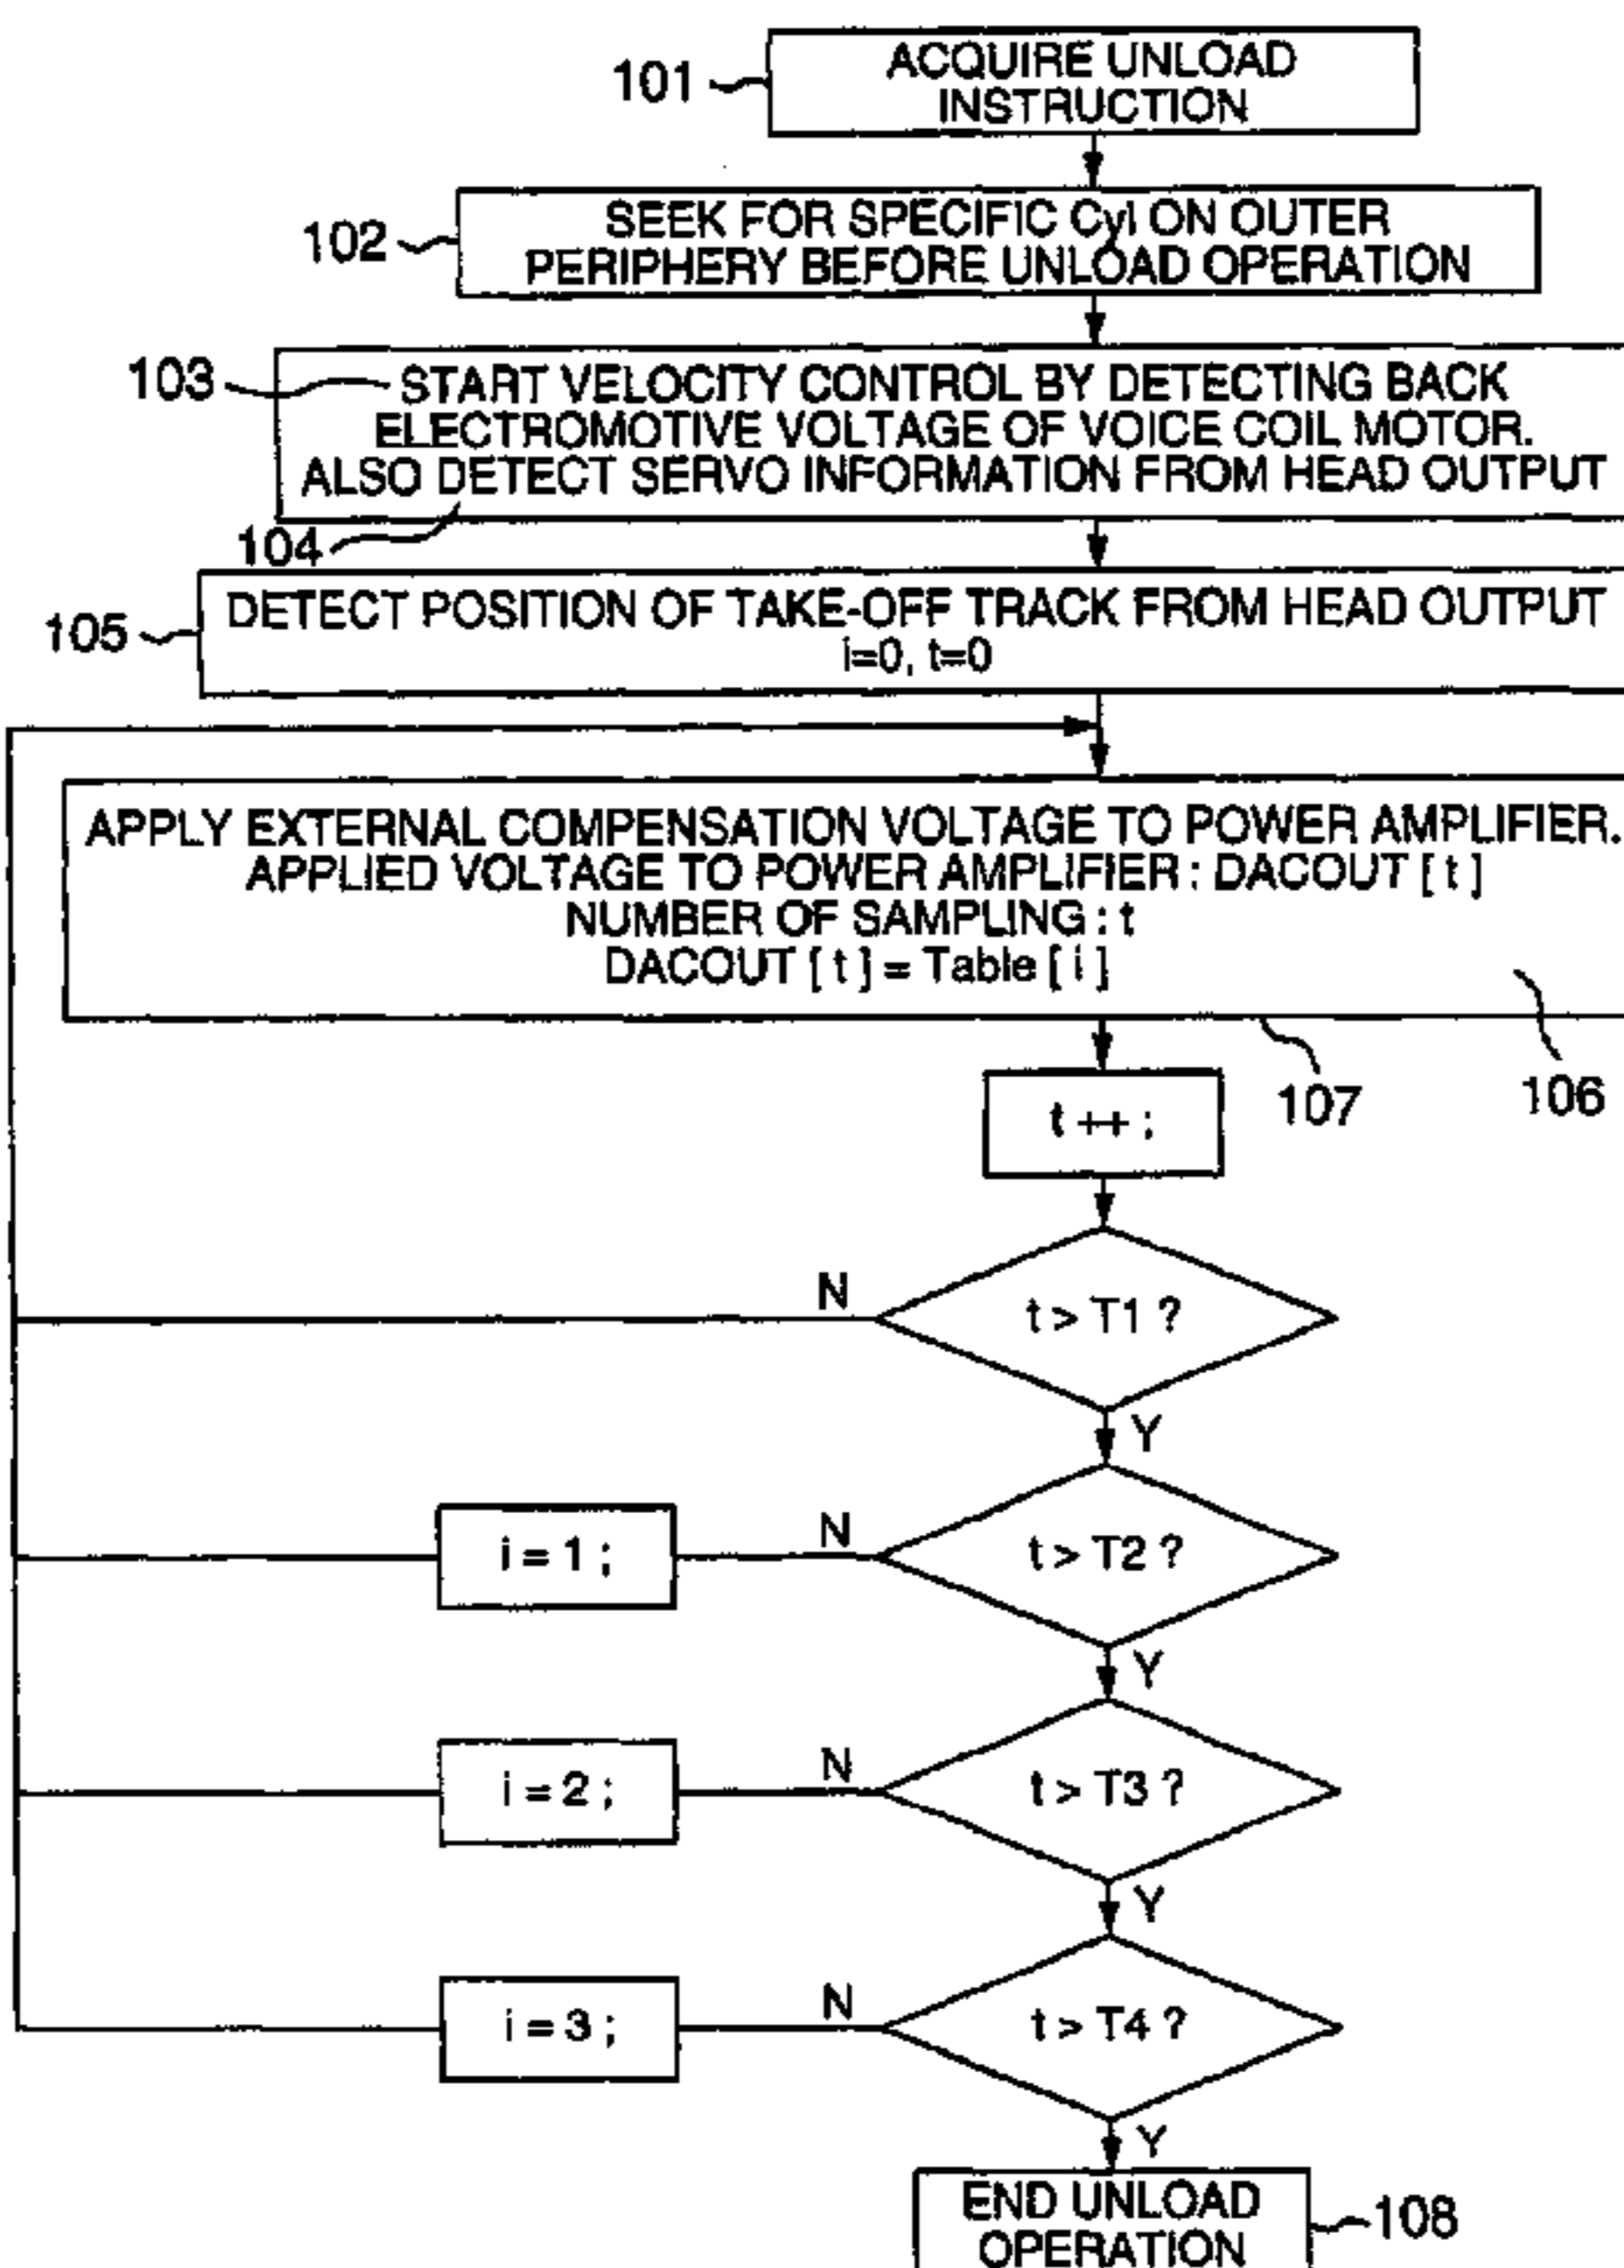 101
ACQUIRE UNLOAD
INSTRUCTION
102
SEEK FOR SPECIFIC Cyl ON OUTER
PERIPHERY BEFORE UNLOAD OPERATION
103
START VELOCITY CONTROL BY DETECTING BACK
ELECTROMOTIVE VOLTAGE OF VOICE COIL MOTOR.
ALSO DETECT SERVO INFORMATION FROM HEAD OUTPUT
104
105
DETECT POSITION OF TAKE-OFF TRACK FROM HEAD OUTPUT
i=0, t=0
APPLY EXTERNAL COMPENSATION VOLTAGE TO POWER AMPLIFIER.
APPLIED VOLTAGE TO POWER AMPLIFIER : DACOUT [ t ]
NUMBER OF SAMPLING : t
DACOUT [ t ] = Table [ i ]
107
106
t ++ ;
N
t > T1 ?
Y
i = 1 ;
N
t > T2 ?
Y
i = 2 ;
N
t > T3 ?
Y
i = 3 ;
N
t > T4 ?
Y
END UNLOAD
OPERATION
108